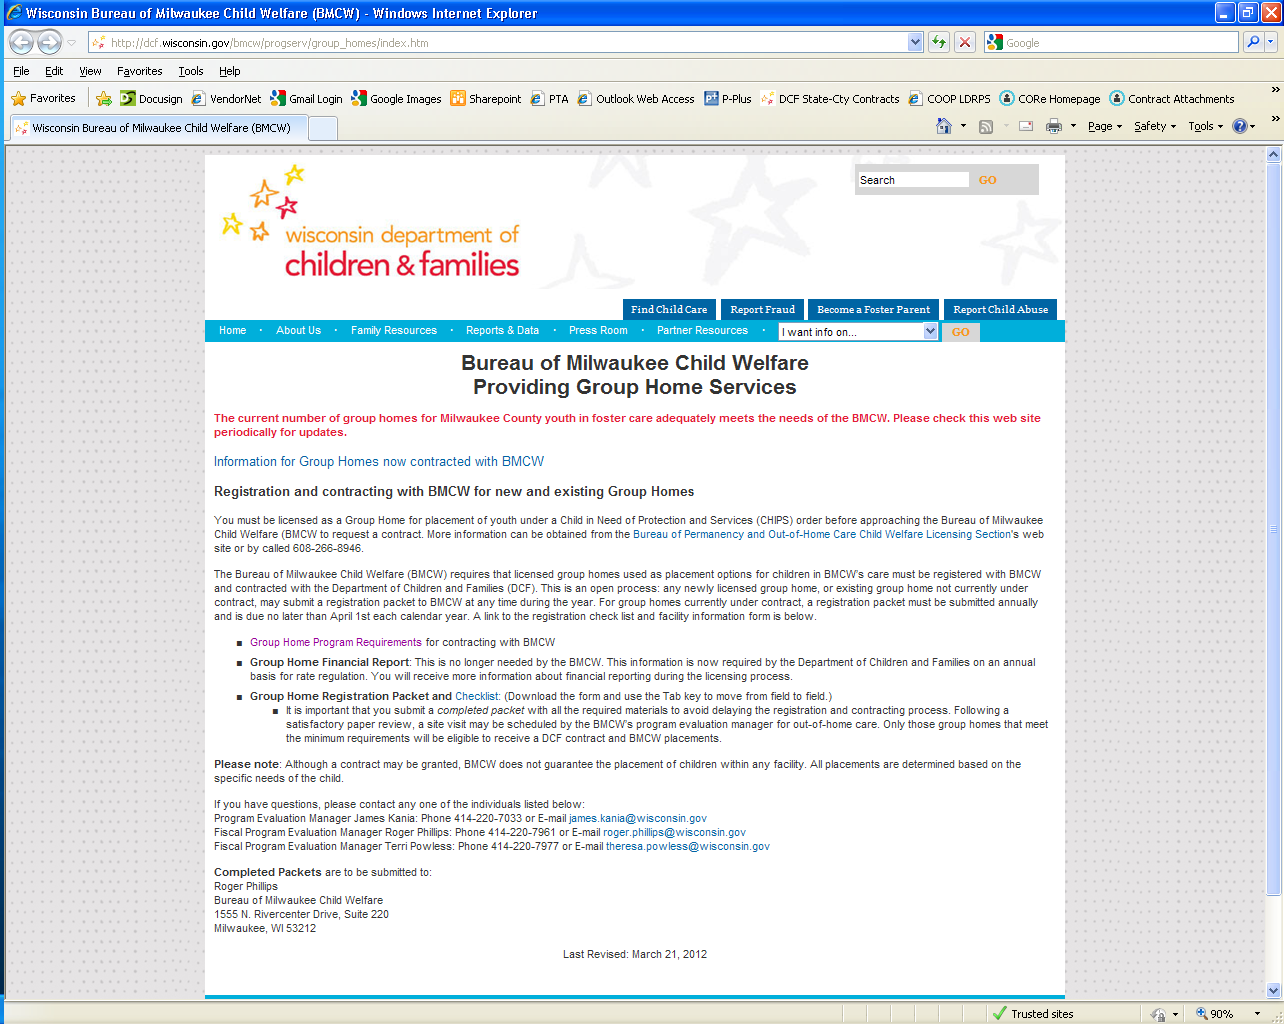 Wisconsin Bureau of Milwaukee Child Welfare (BMCW) - Windows Internet Explorer
http://dcf.wisconsin.gov/bmcw/progserv/group_homes/index.htm
Google
File Edit View Favorites Tools Help
Favorites Docusign VendorNet Gmail Login Google Images Sharepoint PTA Outlook Web Access P-Plus DCF State-Cty Contracts COOP LDRPS CORe Homepage Contract Attachments
Wisconsin Bureau of Milwaukee Child Welfare (BMCW)
Page Safety Tools
Search GO
wisconsin department of
children & families
Find Child Care Report Fraud Become a Foster Parent Report Child Abuse
Home · About Us · Family Resources · Reports & Data · Press Room · Partner Resources · I want info on... GO
Bureau of Milwaukee Child Welfare
Providing Group Home Services
The current number of group homes for Milwaukee County youth in foster care adequately meets the needs of the BMCW. Please check this web site
periodically for updates.
Information for Group Homes now contracted with BMCW
Registration and contracting with BMCW for new and existing Group Homes
You must be licensed as a Group Home for placement of youth under a Child in Need of Protection and Services (CHIPS) order before approaching the Bureau of Milwaukee
Child Welfare (BMCW to request a contract. More information can be obtained from the Bureau of Permanency and Out-of-Home Care Child Welfare Licensing Section's web
site or by called 608-266-8946.
The Bureau of Milwaukee Child Welfare (BMCW) requires that licensed group homes used as placement options for children in BMCW's care must be registered with BMCW
and contracted with the Department of Children and Families (DCF). This is an open process: any newly licensed group home, or existing group home not currently under
contract, may submit a registration packet to BMCW at any time during the year. For group homes currently under contract, a registration packet must be submitted annually
and is due no later than April 1st each calendar year. A link to the registration check list and facility information form is below.
■ Group Home Program Requirements for contracting with BMCW
■ Group Home Financial Report: This is no longer needed by the BMCW. This information is now required by the Department of Children and Families on an annual
basis for rate regulation. You will receive more information about financial reporting during the licensing process.
■ Group Home Registration Packet and Checklist: (Download the form and use the Tab key to move from field to field.)
■ It is important that you submit a completed packet with all the required materials to avoid delaying the registration and contracting process. Following a
satisfactory paper review, a site visit may be scheduled by the BMCW's program evaluation manager for out-of-home care. Only those group homes that meet
the minimum requirements will be eligible to receive a DCF contract and BMCW placements.
Please note: Although a contract may be granted, BMCW does not guarantee the placement of children within any facility. All placements are determined based on the
specific needs of the child.
If you have questions, please contact any one of the individuals listed below:
Program Evaluation Manager James Kania: Phone 414-220-7033 or E-mail james.kania@wisconsin.gov
Fiscal Program Evaluation Manager Roger Phillips: Phone 414-220-7961 or E-mail roger.phillips@wisconsin.gov
Fiscal Program Evaluation Manager Terri Powless: Phone 414-220-7977 or E-mail theresa.powless@wisconsin.gov
Completed Packets are to be submitted to:
Roger Phillips
Bureau of Milwaukee Child Welfare
1555 N. Rivercenter Drive, Suite 220
Milwaukee, WI 53212
Last Revised: March 21, 2012
Trusted sites 90%